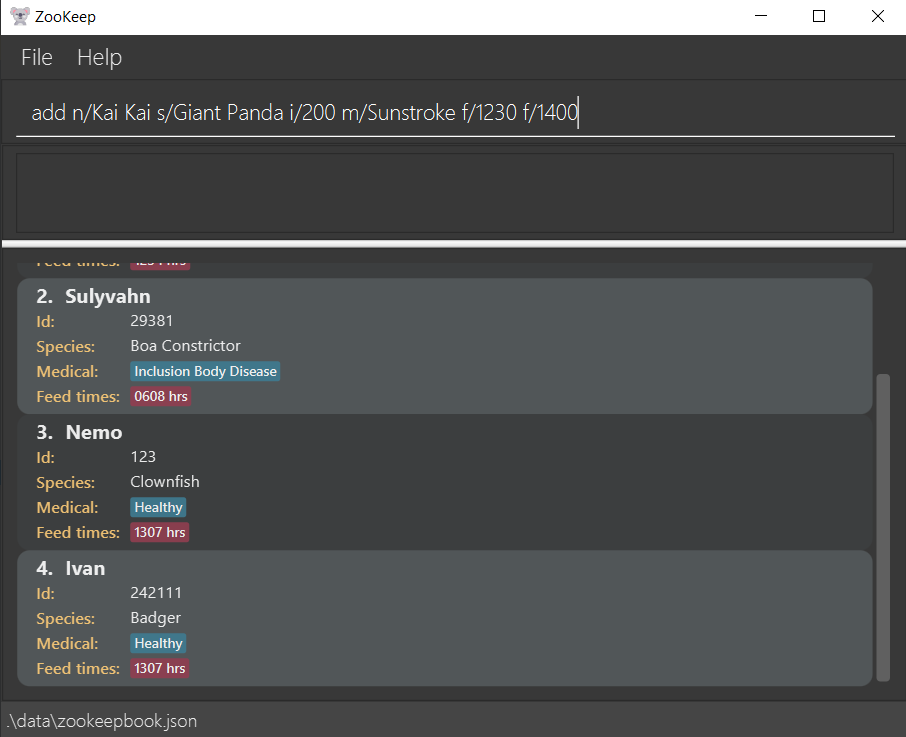 ZooKeep
File Help
add n/Kai Kai s/Giant Panda i/200 m/Sunstroke f/1230 f/1400
Feed times: 1234 hrs
2. Sulyvahn
Id: 29381
Species: Boa Constrictor
Medical: Inclusion Body Disease
Feed times: 0608 hrs
3. Nemo
Id: 123
Species: Clownfish
Medical: Healthy
Feed times: 1307 hrs
4. Ivan
Id: 242111
Species: Badger
Medical: Healthy
Feed times: 1307 hrs
.\data\zookeepbook.json